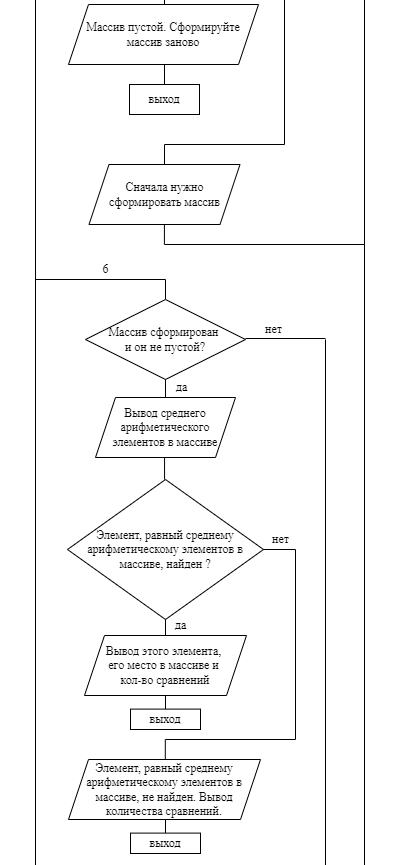 Массив пустой. Сформируйте
массив заново
выход
Сначала нужно
сформировать массив
6
Массив сформирован
и он не пустой?
нет
да
Вывод среднего
арифметического
элементов в массиве
Элемент, равный среднему
арифметическому элементов в
массиве, найден ?
нет
да
Вывод этого элемента,
его место в массиве и
кол-во сравнений
выход
Элемент, равный среднему
арифметическому элементов в
массиве, не найден. Вывод
количества сравнений.
выход